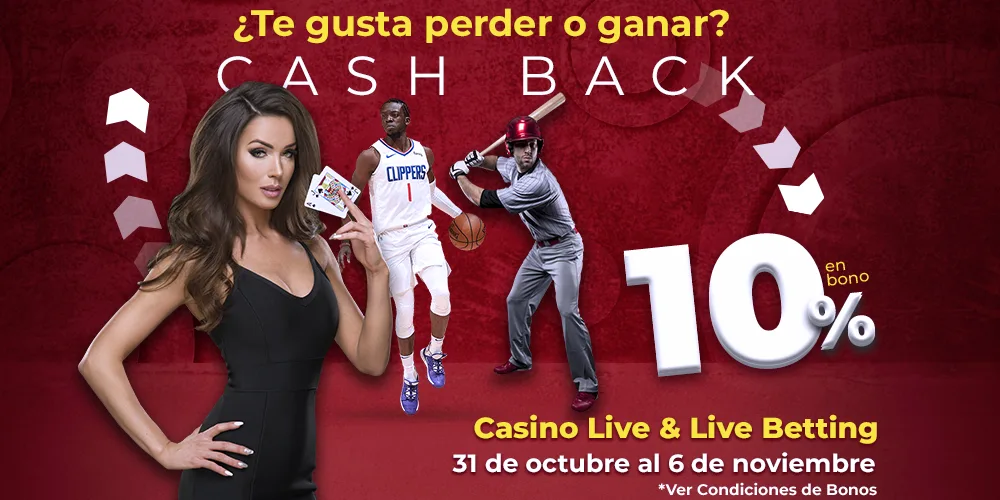 ¿Te gusta perder o ganar?
CASH BACK
CLIPPERS
1
10%
en
bono
Casino Live & Live Betting
31 de octubre al 6 de noviembre
*Ver Condiciones de Bonos